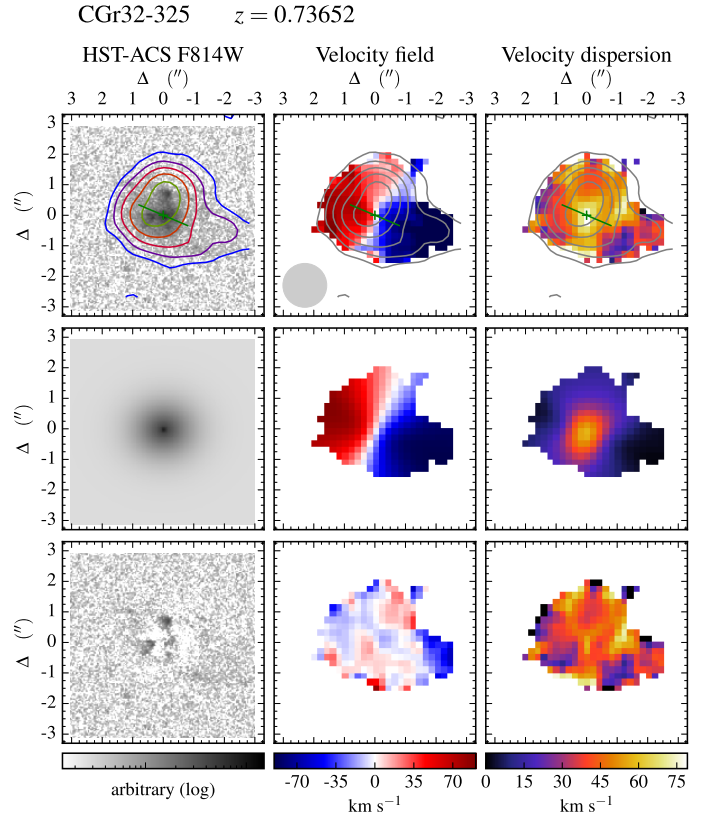 CGr32-325 z = 0.73652
HST-ACS F814W Velocity field Velocity dispersion
Δ (″) Δ (″) Δ (″)
3 2 1 0 -1 -2 -3 3 2 1 0 -1 -2 -3 3 2 1 0 -1 -2 -3
3
2
1
Δ (″) 0
-1
-2
-3
3
2
1
Δ (″) 0
-1
-2
-3
3
2
1
Δ (″) 0
-1
-2
-3
-70 -35 0 35 70 0 15 30 45 60 75
arbitrary (log) km s−1 km s−1